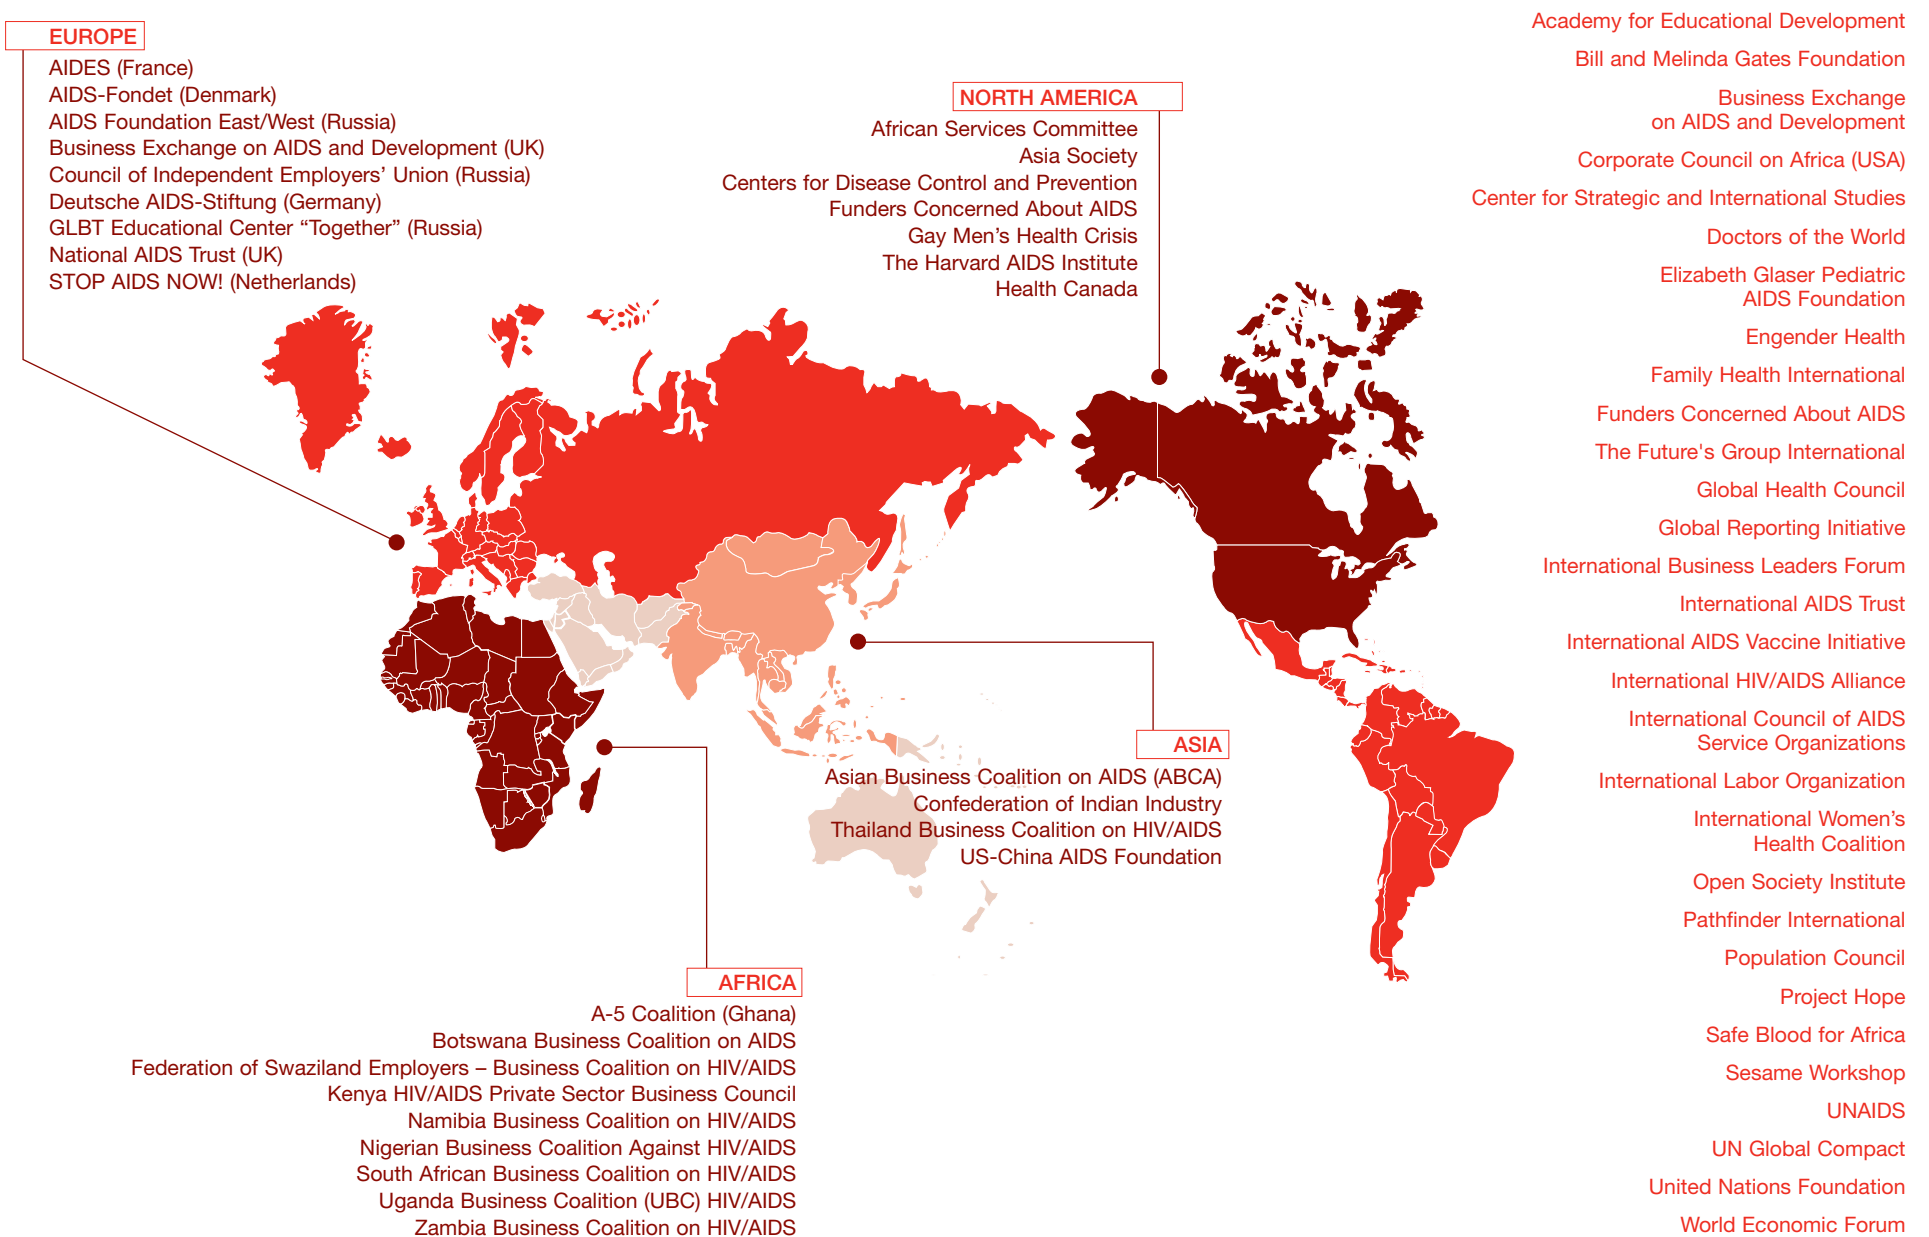 EUROPE
AIDES (France)
AIDS-Fondet (Denmark)
AIDS Foundation East/West (Russia)
Business Exchange on AIDS and Development (UK)
Council of Independent Employers’ Union (Russia)
Deutsche AIDS-Stiftung (Germany)
GLBT Educational Center “Together” (Russia)
National AIDS Trust (UK)
STOP AIDS NOW! (Netherlands)
NORTH AMERICA
African Services Committee
Asia Society
Centers for Disease Control and Prevention
Funders Concerned About AIDS
Gay Men’s Health Crisis
The Harvard AIDS Institute
Health Canada
ASIA
Asian Business Coalition on AIDS (ABCA)
Confederation of Indian Industry
Thailand Business Coalition on HIV/AIDS
US-China AIDS Foundation
AFRICA
A-5 Coalition (Ghana)
Botswana Business Coalition on AIDS
Federation of Swaziland Employers – Business Coalition on HIV/AIDS
Kenya HIV/AIDS Private Sector Business Council
Namibia Business Coalition on HIV/AIDS
Nigerian Business Coalition Against HIV/AIDS
South African Business Coalition on HIV/AIDS
Uganda Business Coalition (UBC) HIV/AIDS
Zambia Business Coalition on HIV/AIDS
Academy for Educational Development
Bill and Melinda Gates Foundation
Business Exchange
on AIDS and Development
Corporate Council on Africa (USA)
Center for Strategic and International Studies
Doctors of the World
Elizabeth Glaser Pediatric
AIDS Foundation
Engender Health
Family Health International
Funders Concerned About AIDS
The Future's Group International
Global Health Council
Global Reporting Initiative
International Business Leaders Forum
International AIDS Trust
International AIDS Vaccine Initiative
International HIV/AIDS Alliance
International Council of AIDS
Service Organizations
International Labor Organization
International Women’s
Health Coalition
Open Society Institute
Pathfinder International
Population Council
Project Hope
Safe Blood for Africa
Sesame Workshop
UNAIDS
UN Global Compact
United Nations Foundation
World Economic Forum